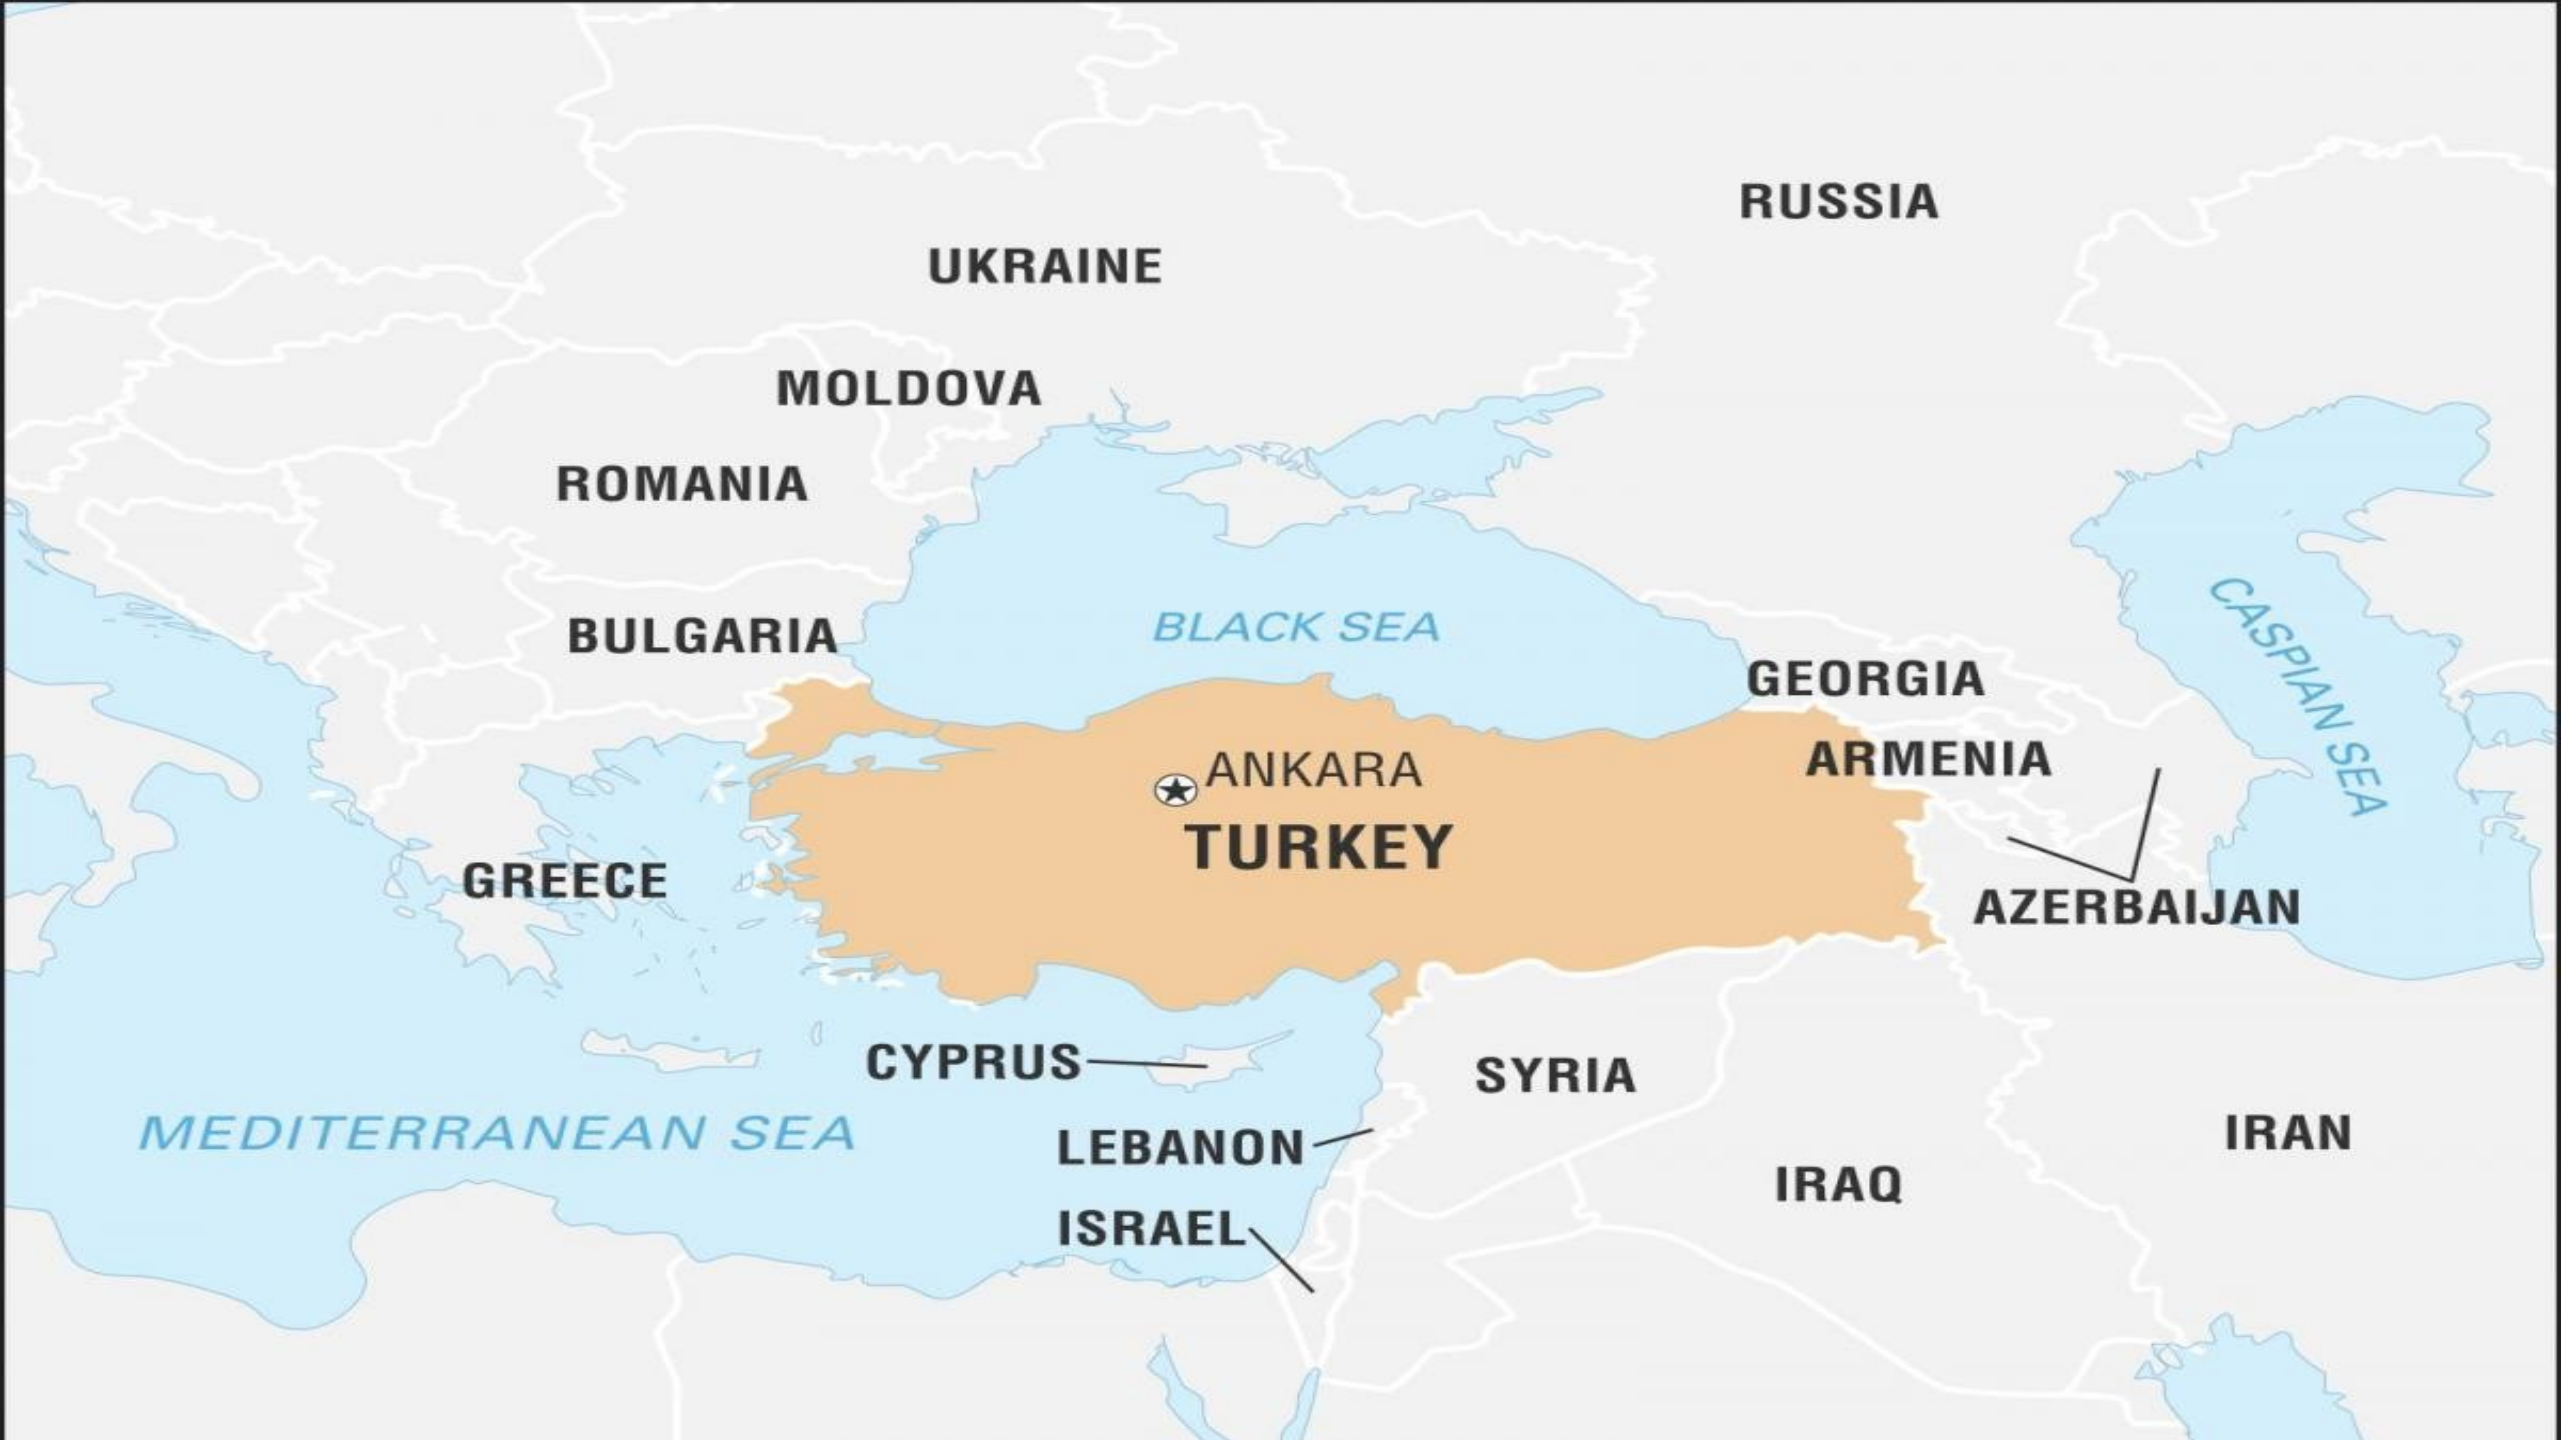 RUSSIA
UKRAINE
MOLDOVA
ROMANIA
BLACK SEA
BULGARIA
CASPIAN SEA
GEORGIA
ARMENIA
ANKARA
TURKEY
GREECE
AZERBAIJAN
CYPRUS
SYRIA
MEDITERRANEAN SEA
LEBANON
IRAN
IRAQ
ISRAEL